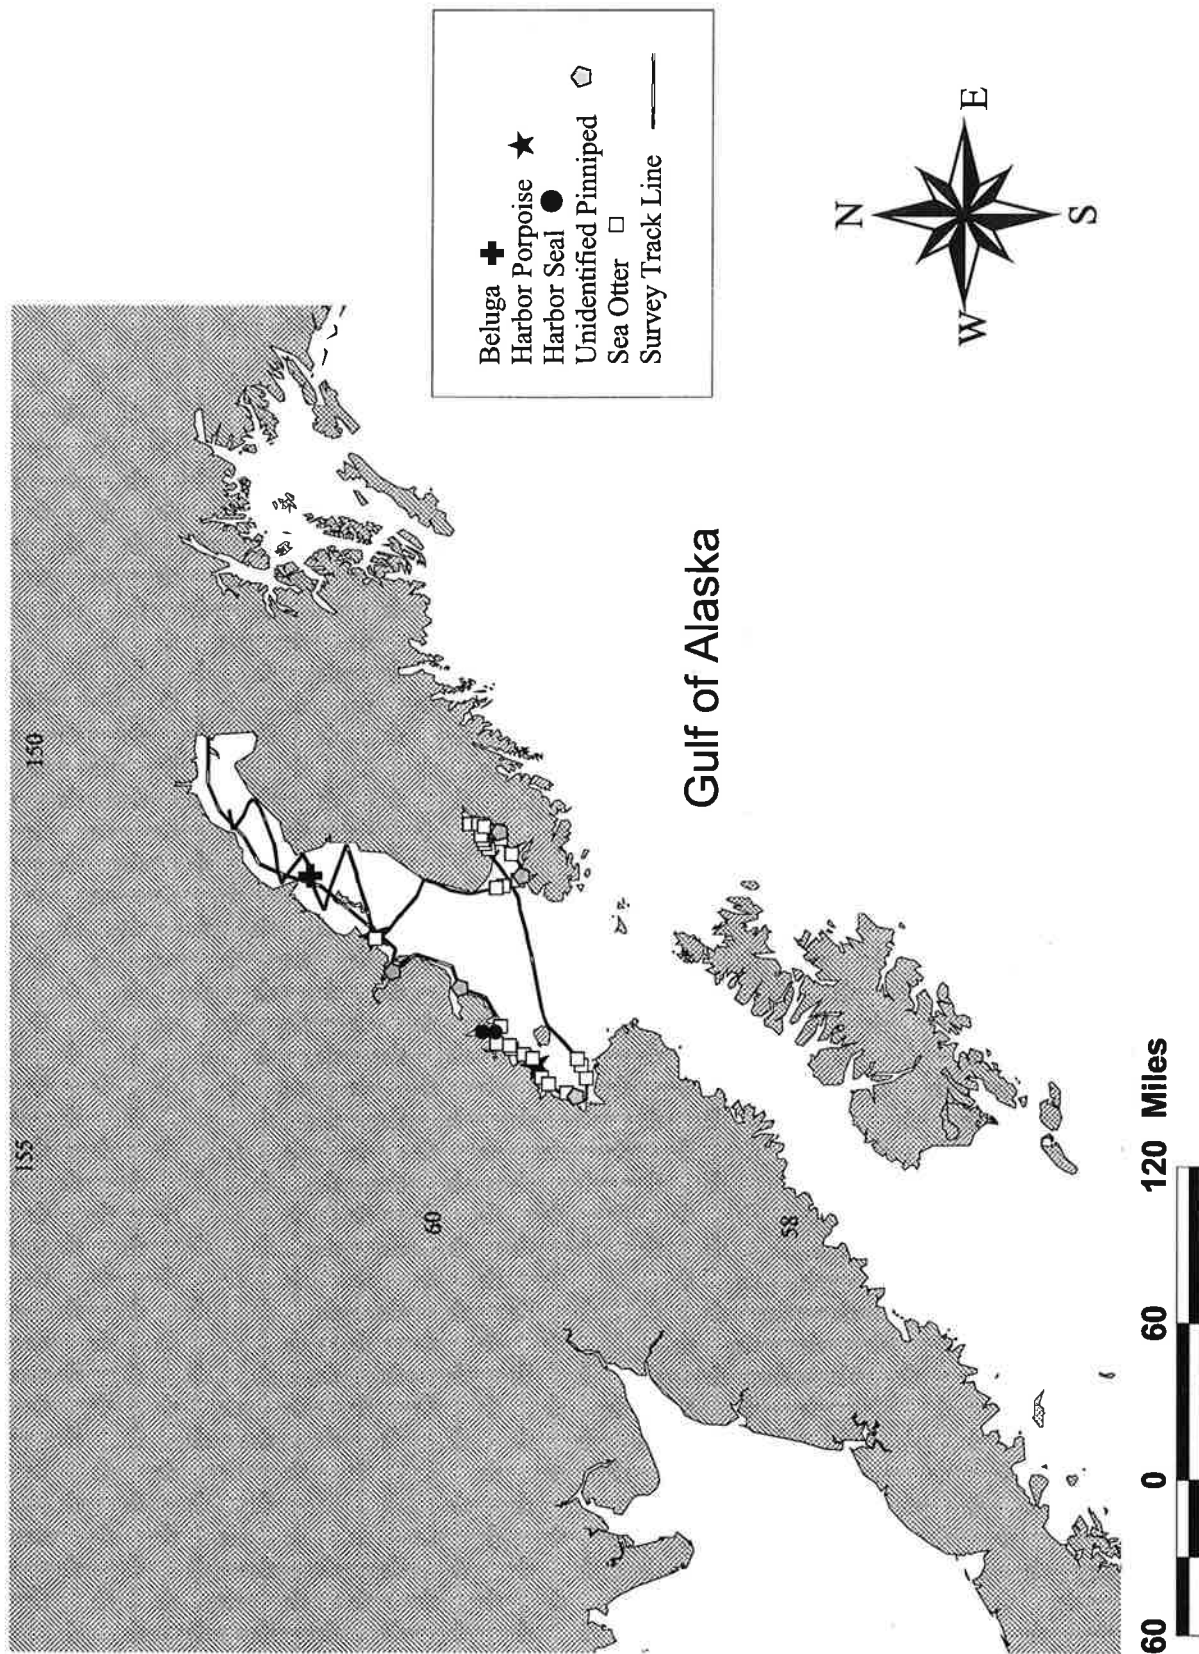 155
150
60
58
Gulf of Alaska
Beluga
Harbor Porpoise
Harbor Seal
Unidentified Pinniped
Sea Otter
Survey Track Line
N
W
E
S
60 0 60 120 Miles